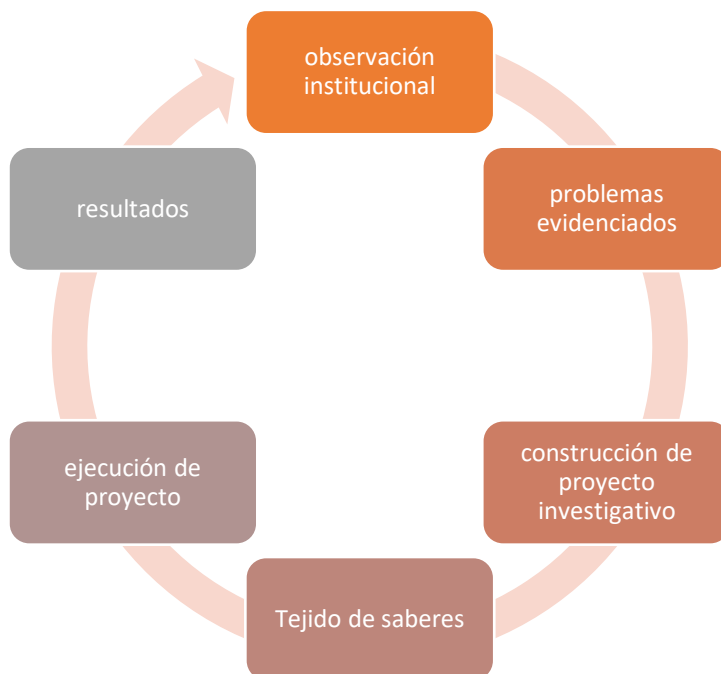 observación
institucional
problemas
evidenciados
construcción de
proyecto
investigativo
Tejido de saberes
ejecución de
proyecto
resultados